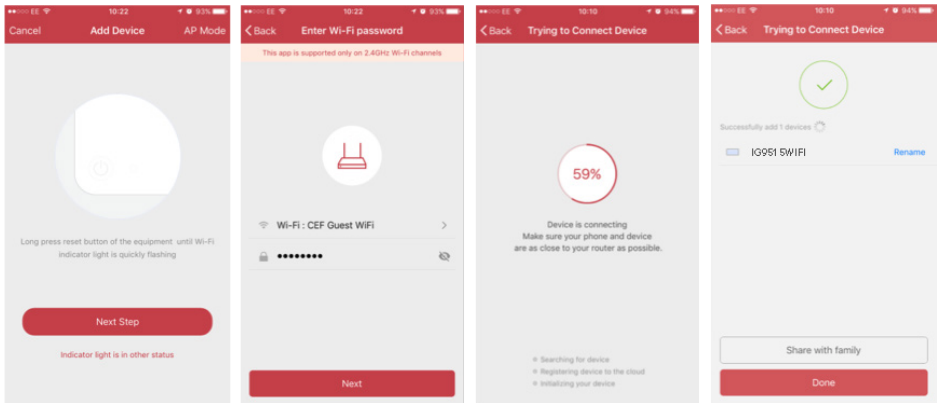 EE 10:22 93%
Cancel Add Device AP Mode
Long press reset button of the equipment until Wi-Fi
indicator light is quickly flashing
Next Step
Indicator light is in other status
EE 10:22 93%
Back Enter Wi-Fi password
This app is supported only on 2.4GHz Wi-Fi channels
Wi-Fi : CEF Guest WiFi
Next
EE 10:10 94%
Back Trying to Connect Device
59%
Device is connecting
Make sure your phone and device
are as close to your router as possible.
Searching for device
Registering device to the cloud
Initializing your device
EE 10:10 94%
Back Trying to Connect Device
Successfully add 1 devices
IG951 5WIFI Rename
Share with family
Done